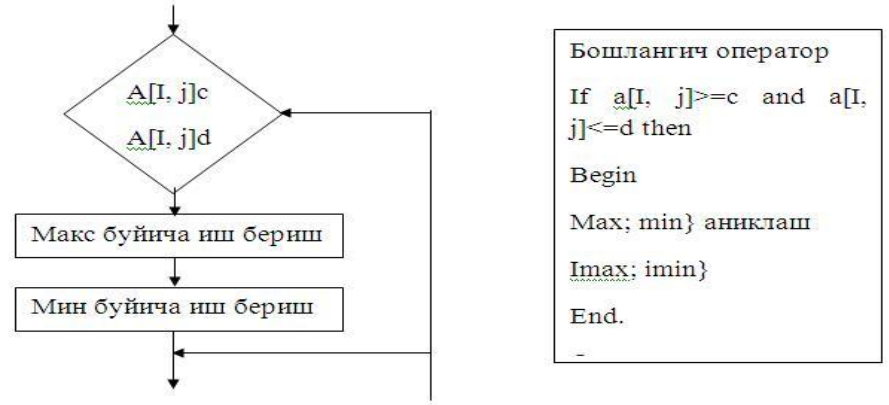 A[I, j]c
A[I, j]d
Макс буйича иш бериш
Мин буйича иш бериш
Бошлангич оператор
If a[I, j]>=c and a[I,
j]<=d then
Begin
Max; min} аниклаш
Imax; imin}
End.